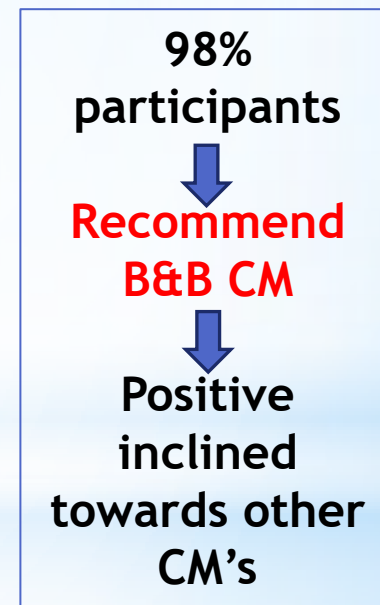 98%
participants
Recommend
B&B CM
Positive
inclined
towards other
CM's